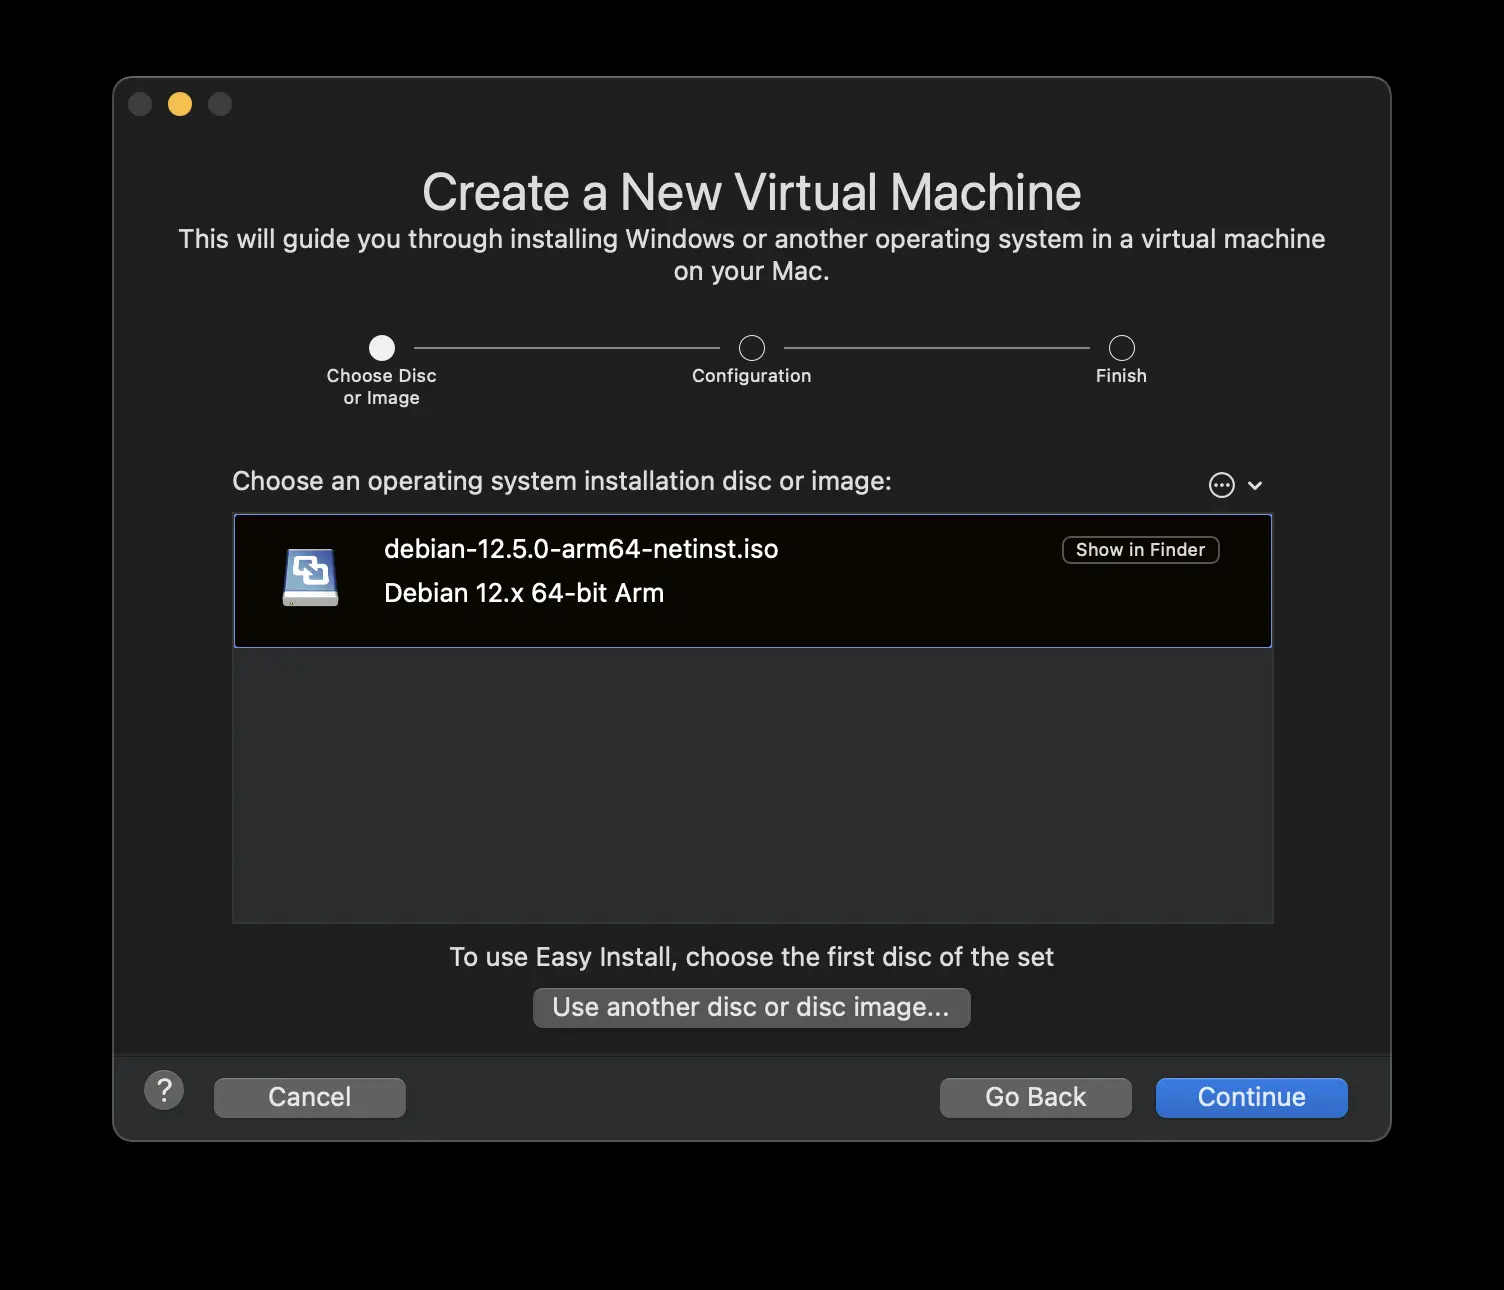 Create a New Virtual Machine
This will guide you through installing Windows or another operating system in a virtual machine
on your Mac.
Choose Disc
or Image
Configuration
Finish
Choose an operating system installation disc or image:
debian-12.5.0-arm64-netinst.iso
Show in Finder
Debian 12.x 64-bit Arm
To use Easy Install, choose the first disc of the set
Use another disc or disc image...
?
Cancel
Go Back
Continue